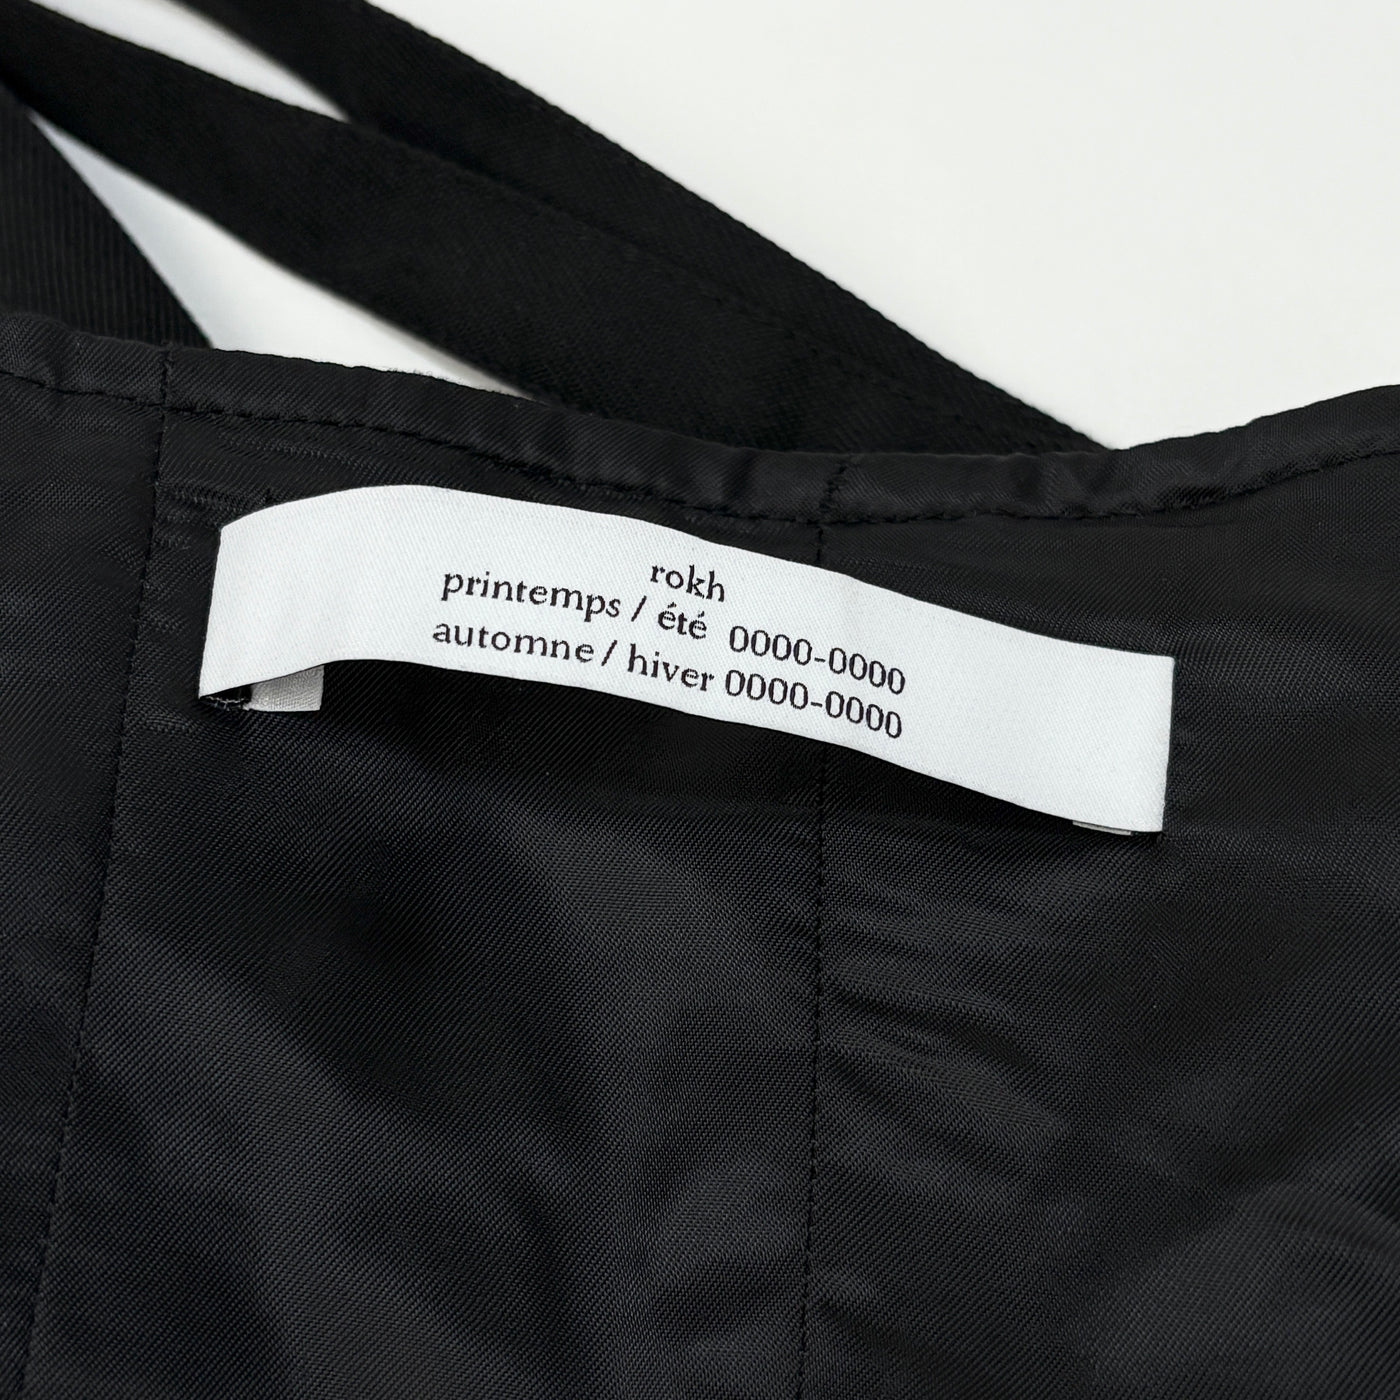 rokh
printemps / été 0000-0000
automne / hiver 0000-0000